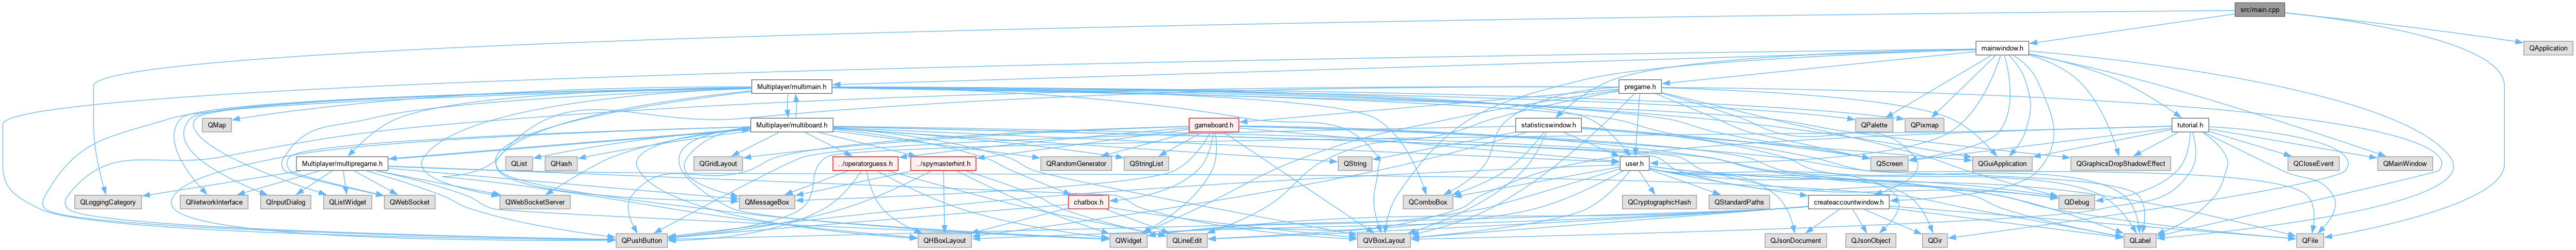 src/main.cpp
mainwindow.h
QApplication
Multiplayer/multimain.h
pregame.h
QMap
Multiplayer/multiboard.h
gameboard.h
statisticswindow.h
QPalette
QPixmap
tutorial.h
Multiplayer/multipregame.h
QList
QHash
QGridLayout
../operatorguess.h
../spymasterhint.h
QRandomGenerator
QStringList
QString
user.h
QScreen
QGuiApplication
QGraphicsDropShadowEffect
QCloseEvent
QMainWindow
QLoggingCategory
QNetworkInterface
QInputDialog
QListWidget
QWebSocket
QWebSocketServer
QMessageBox
chatbox.h
QComboBox
QCryptographicHash
QStandardPaths
createaccountwindow.h
QDebug
QPushButton
QHBoxLayout
QWidget
QLineEdit
QVBoxLayout
QJsonDocument
QJsonObject
QDir
QLabel
QFile